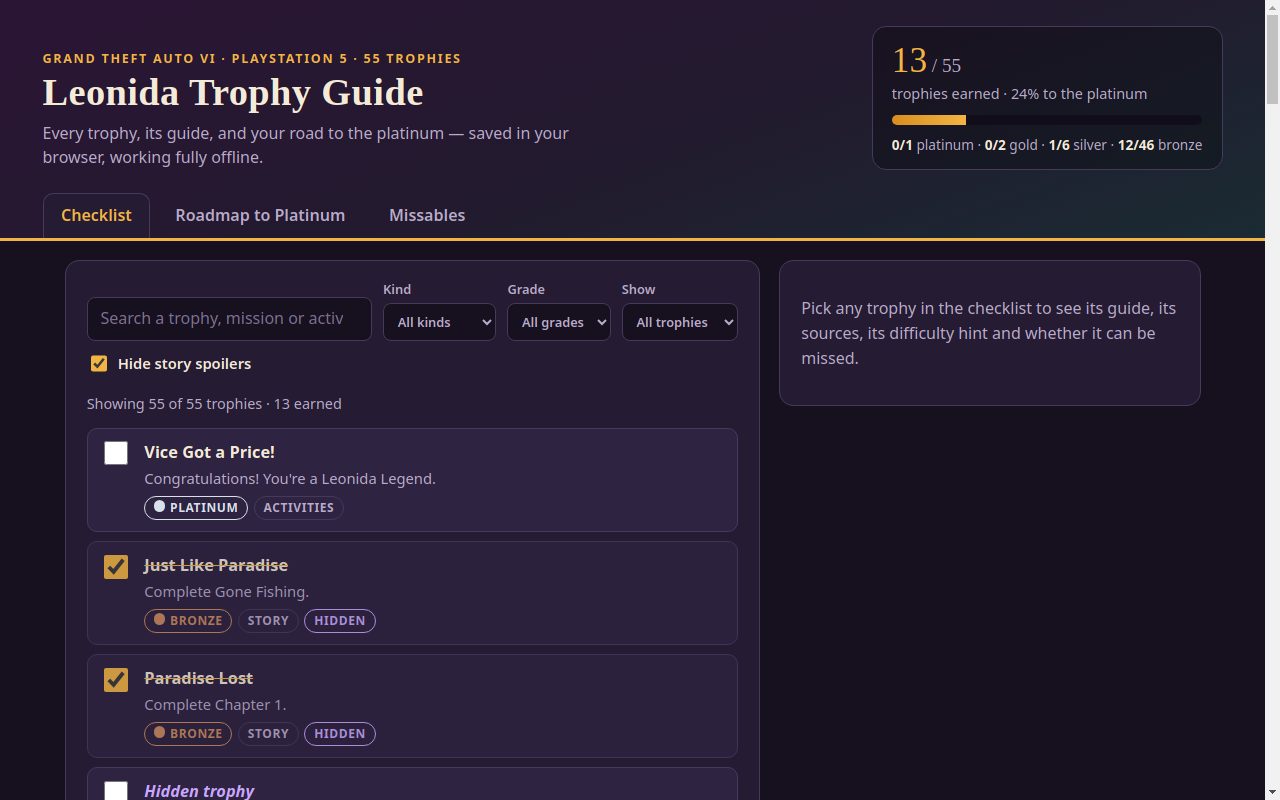 GRAND THEFT AUTO VI · PLAYSTATION 5 · 55 TROPHIES
Leonida Trophy Guide
Every trophy, its guide, and your road to the platinum — saved in your
browser, working fully offline.
13 / 55
trophies earned · 24% to the platinum
0/1 platinum · 0/2 gold · 1/6 silver · 12/46 bronze
Checklist
Roadmap to Platinum
Missables
Kind
Grade
Show
Search a trophy, mission or activ
All kinds
All grades
All trophies
Hide story spoilers
Showing 55 of 55 trophies · 13 earned
Vice Got a Price!
Congratulations! You're a Leonida Legend.
PLATINUM
ACTIVITIES
Just Like Paradise
Complete Gone Fishing.
BRONZE
STORY
HIDDEN
Paradise Lost
Complete Chapter 1.
BRONZE
STORY
HIDDEN
Hidden trophy
Pick any trophy in the checklist to see its guide, its
sources, its difficulty hint and whether it can be
missed.